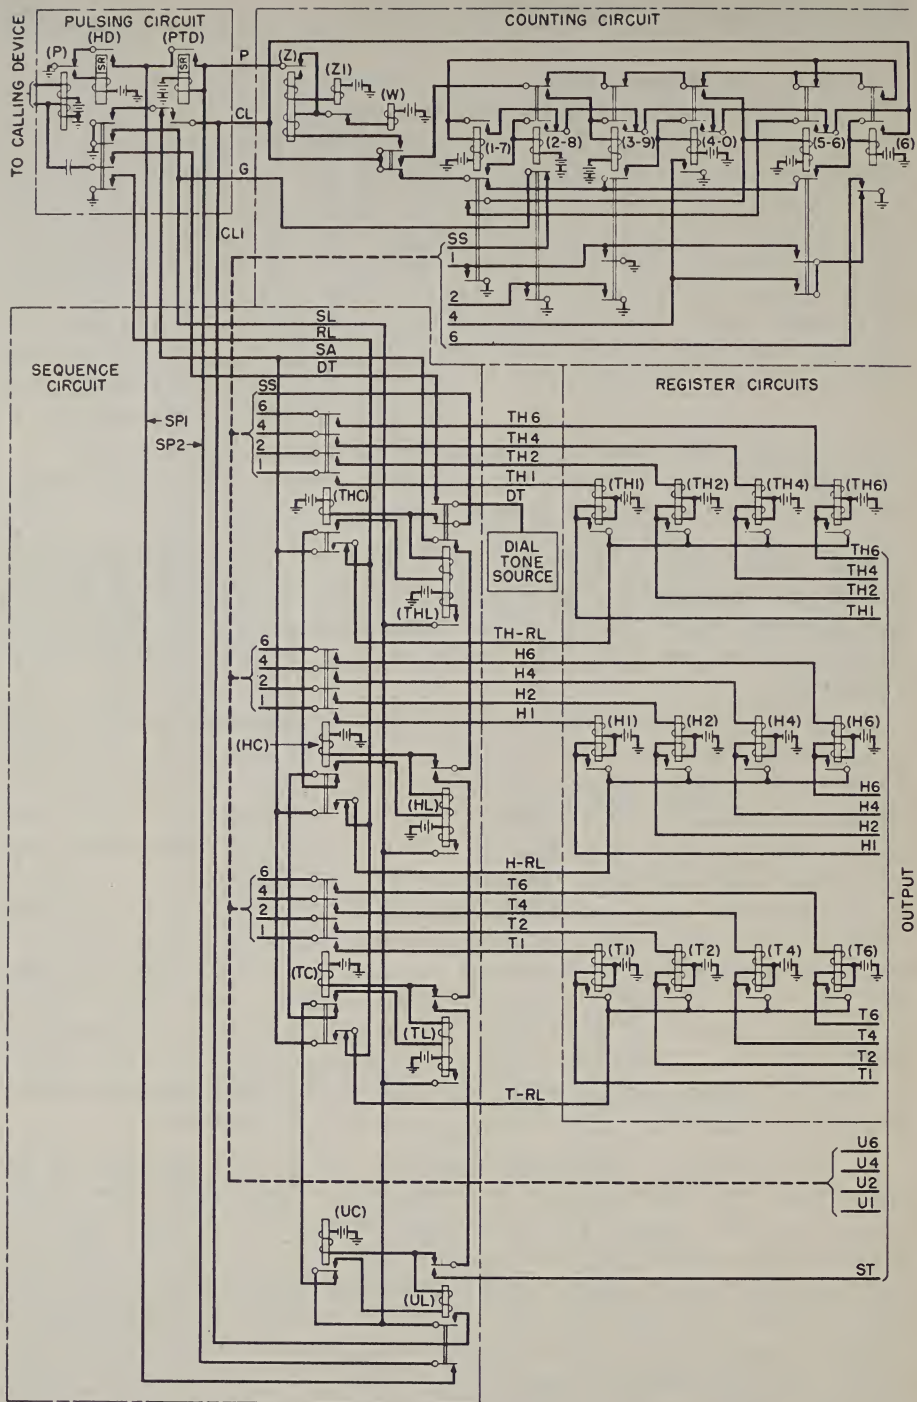 PULSING CIRCUIT
COUNTING CIRCUIT
(P) (HD) (PTD)
SR SR
P (Z) (Z1) (W)
TO CALLING DEVICE
CL
(1-7) (2-8) (3-9) (4-0) (5-6) (6)
G
CL1
SS
1
2
4
6
SL
RL
SA
DT
SEQUENCE CIRCUIT
REGISTER CIRCUITS
SP1
SP2
SS
6
4
2
1
TH6
TH4
TH2
TH1
DT
(THC)
(TH1) (TH2) (TH4) (TH6)
DIAL TONE SOURCE
(THL)
TH6
TH4
TH2
TH1
TH-RL
6
4
2
1
H6
H4
H2
H1
(HC)
(H1) (H2) (H4) (H6)
(HL)
H6
H4
H2
H1
H-RL
6
4
2
1
T6
T4
T2
T1
(TC)
(T1) (T2) (T4) (T6)
(TL)
T6
T4
T2
T1
T-RL
OUTPUT
U6
U4
U2
U1
(UC)
ST
(UL)